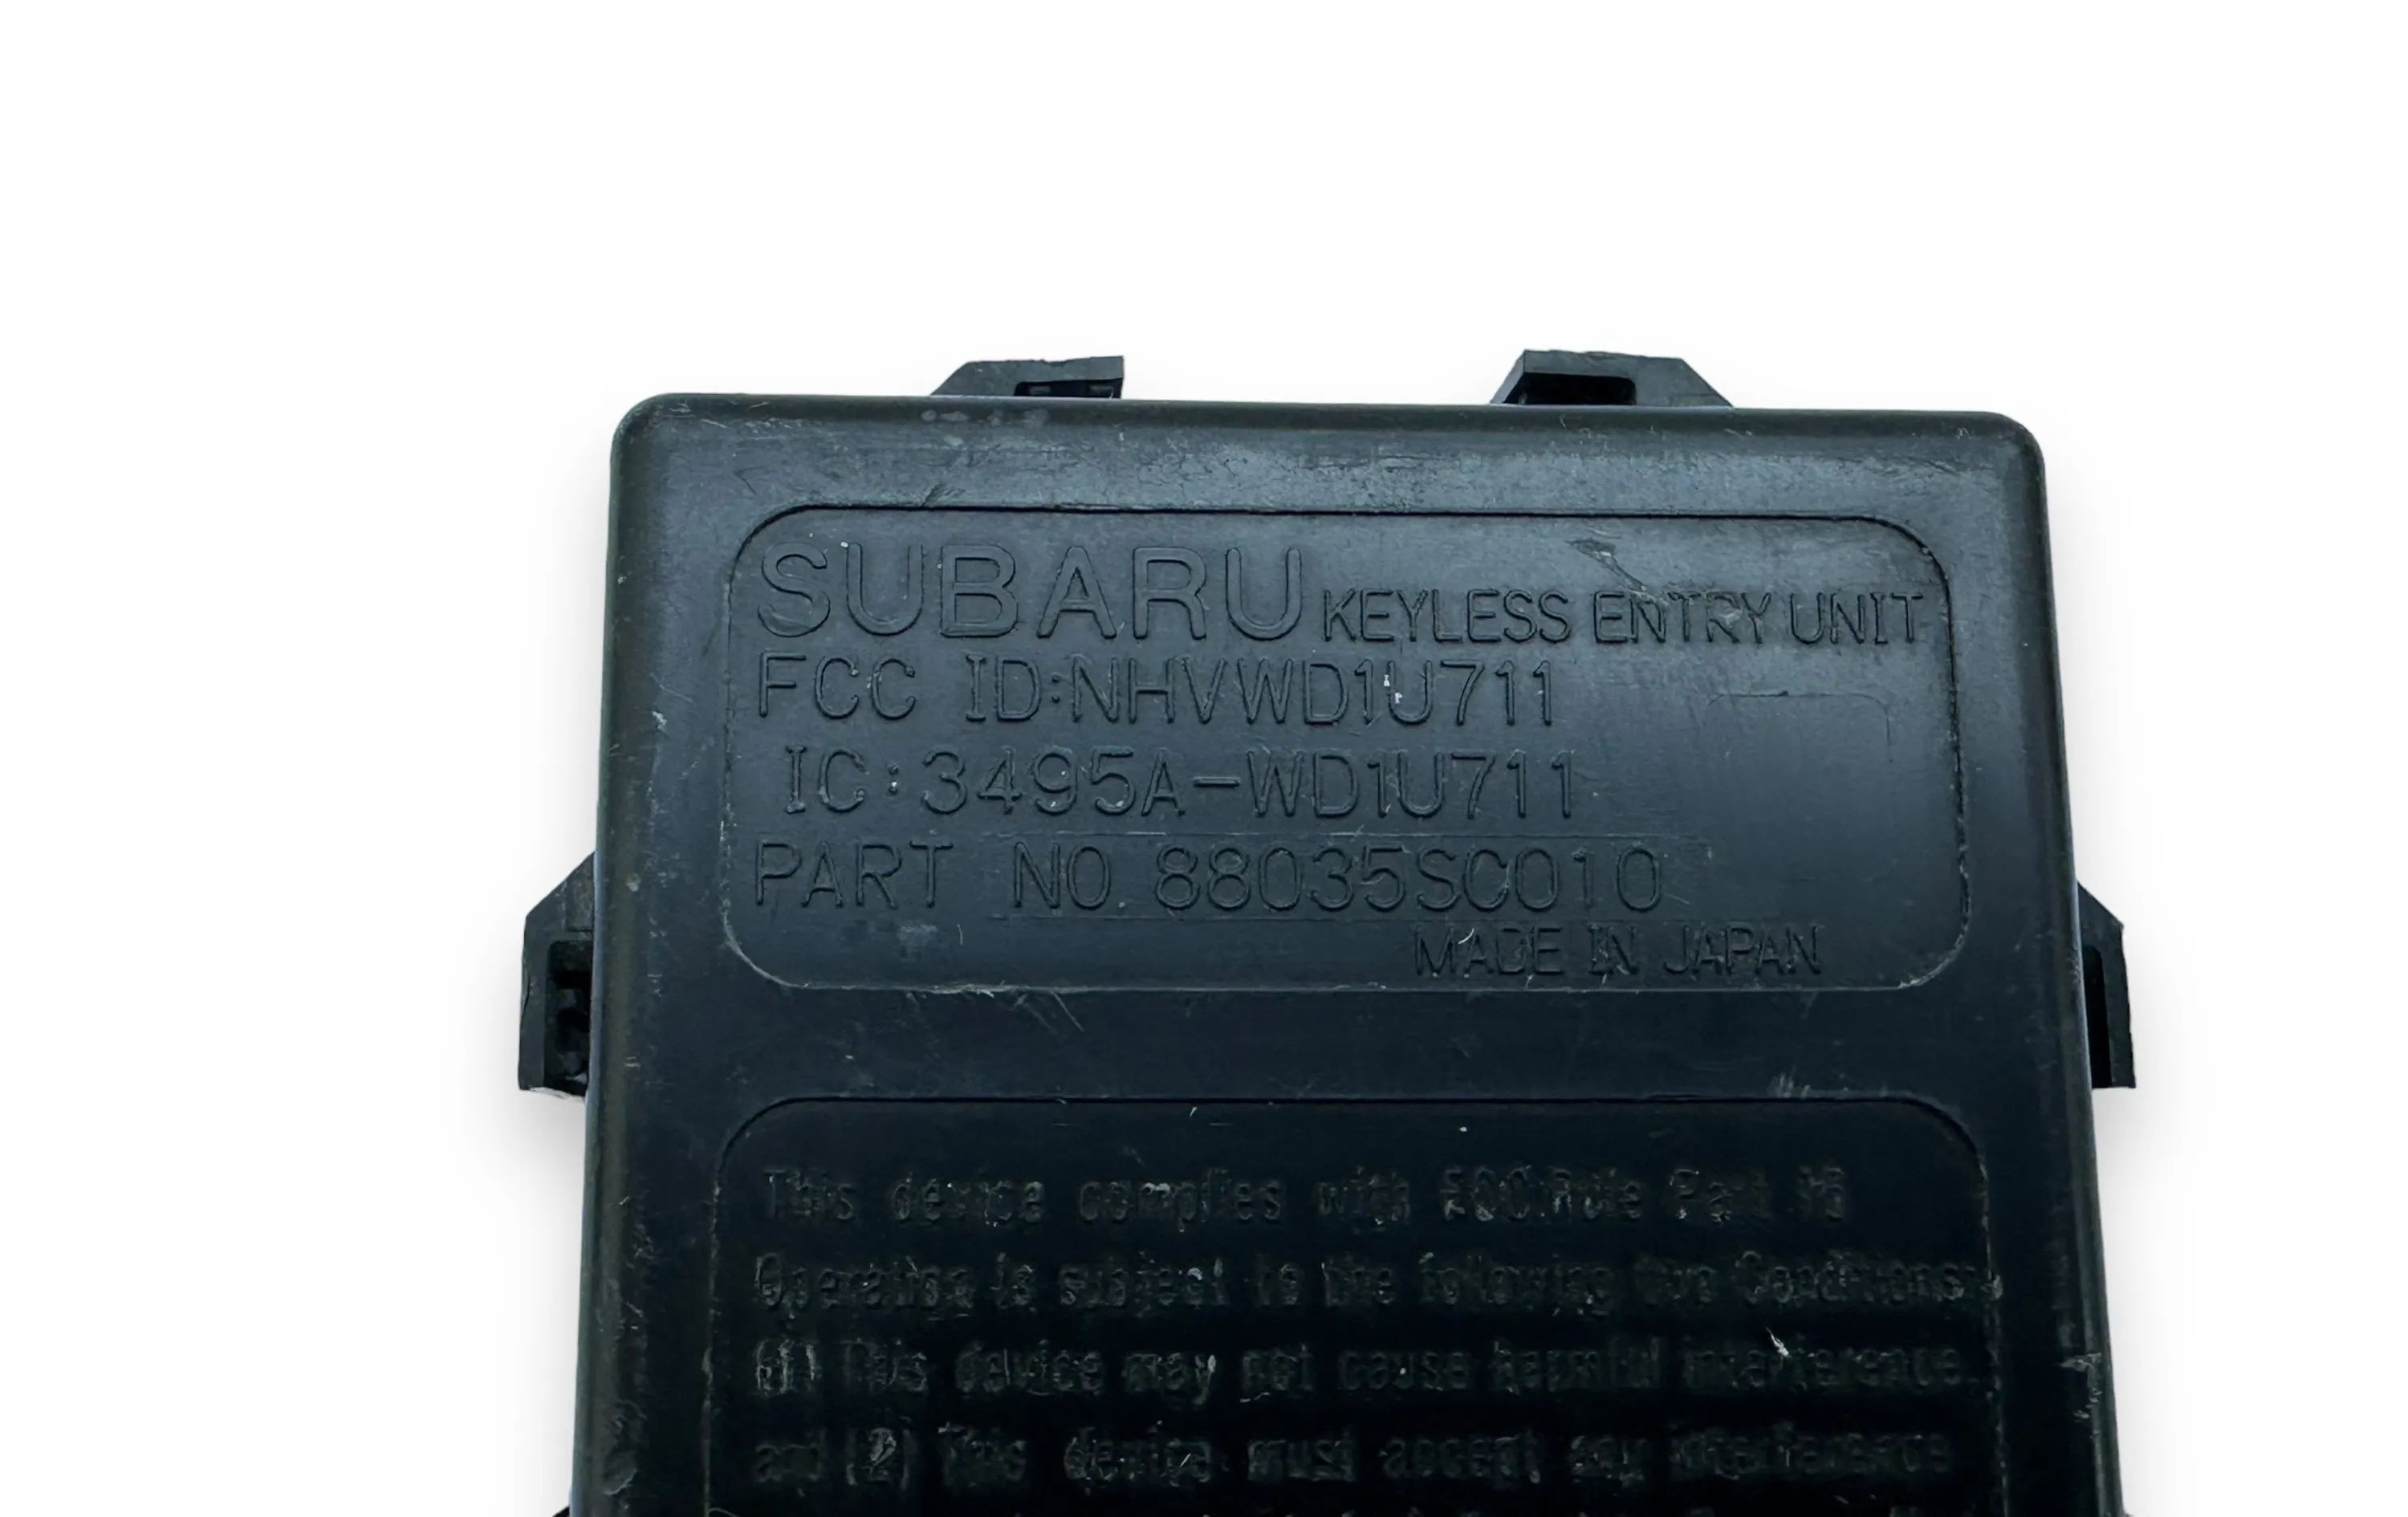 SUBARU KEYLESS ENTRY UNIT
FCC ID:NHVWD1U711
IC:3495A-WD1U711
PART NO 88035SC010
MADE IN JAPAN
This device complies with FCC Rule Part 15
Operation is subject to the following two Conditions:
(1) This device may not cause harmful interference.
and (2) This device must accept any interference